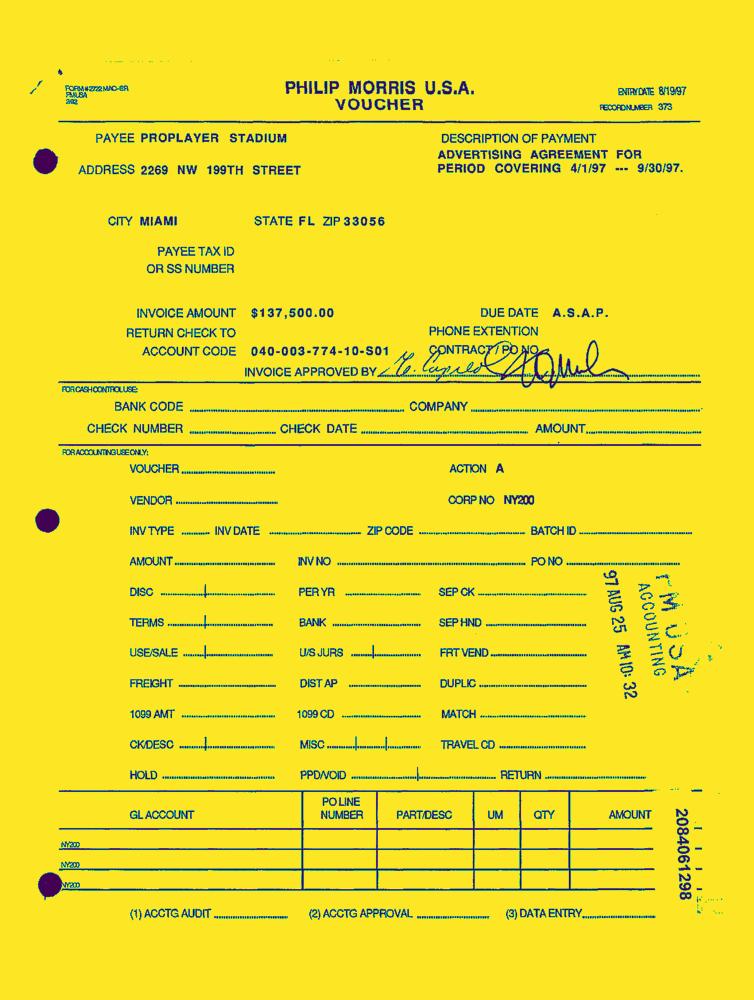 FORM#2722 MAC-6R
PMUSA
2/92
PHILIP MORRIS U.S.A.
VOUCHER
ENTRY DATE 8/19/97
RECORD NUMBER 373
PAYEE PROPLAYER STADIUM
DESCRIPTION OF PAYMENT
ADDRESS 2269 NW 199TH STREET
ADVERTISING AGREEMENT FOR
PERIOD COVERING 4/1/97 --- 9/30/97.
CITY MIAMI STATE FL ZIP 33056
PAYEE TAX ID
OR SS NUMBER
INVOICE AMOUNT $137,500.00 DUE DATE A.S.A.P.
RETURN CHECK TO PHONE EXTENTION
ACCOUNT CODE 040-003-774-10-S01 CONTRACT / PO NO
INVOICE APPROVED BY
FOR CASH CONTROL USE:
BANK CODE COMPANY
CHECK NUMBER CHECK DATE AMOUNT
FOR ACCOUNTING USE ONLY:
VOUCHER ACTION A
VENDOR CORP NO NY200
INV TYPE INV DATE ZIP CODE BATCH ID
AMOUNT INV NO PO NO
DISC PER YR SEP CK
TERMS BANK SEP HND
USE/SALE U/S JURS FRT VEND
FREIGHT DIST AP DUPLIC
1099 AMT 1099 CD MATCH
CK/DESC MISC TRAVEL CD
HOLD PPD/VOID RETURN
PM USA
ACCOUNTING
97 AUG 25 AM 10: 32
GL ACCOUNT PO LINE NUMBER PART/DESC UM QTY AMOUNT
NY200
NY200
NY200
2084061298
(1) ACCTG AUDIT (2) ACCTG APPROVAL (3) DATA ENTRY